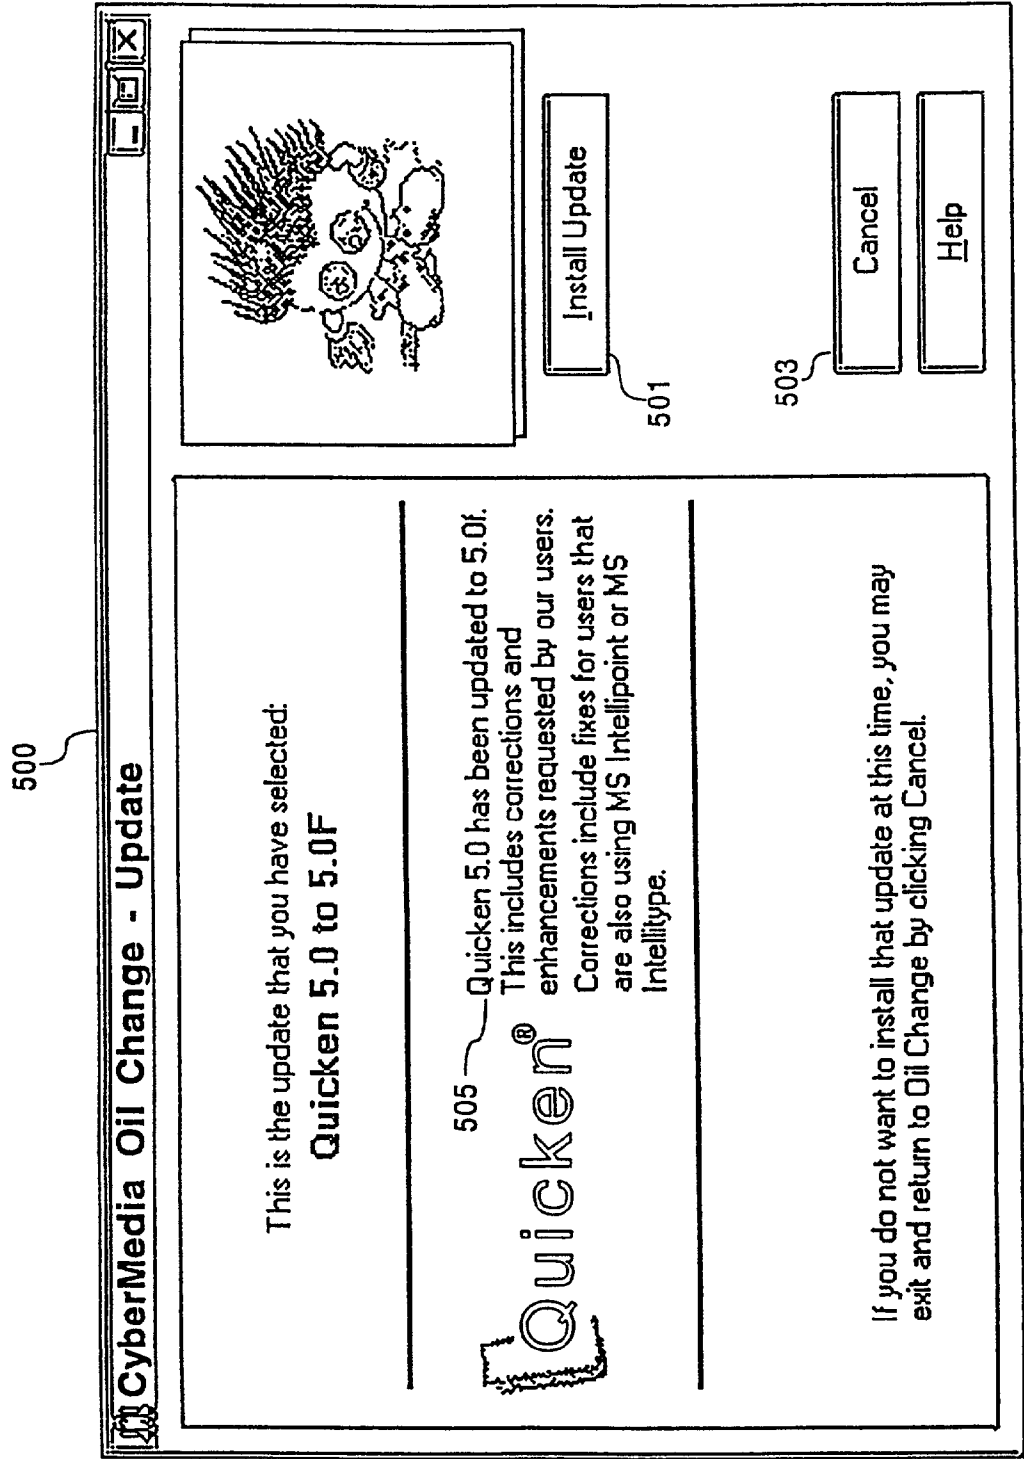 500
CyberMedia Oil Change - Update
This is the update that you have selected:
Quicken 5.0 to 5.0F
505
Quicken®
Quicken 5.0 has been updated to 5.0f.
This includes corrections and
enhancements requested by our users.
Corrections include fixes for users that
are also using MS Intellipoint or MS
Intellitype.
If you do not want to install that update at this time, you may
exit and return to Oil Change by clicking Cancel.
Install Update
501
503
Cancel
Help